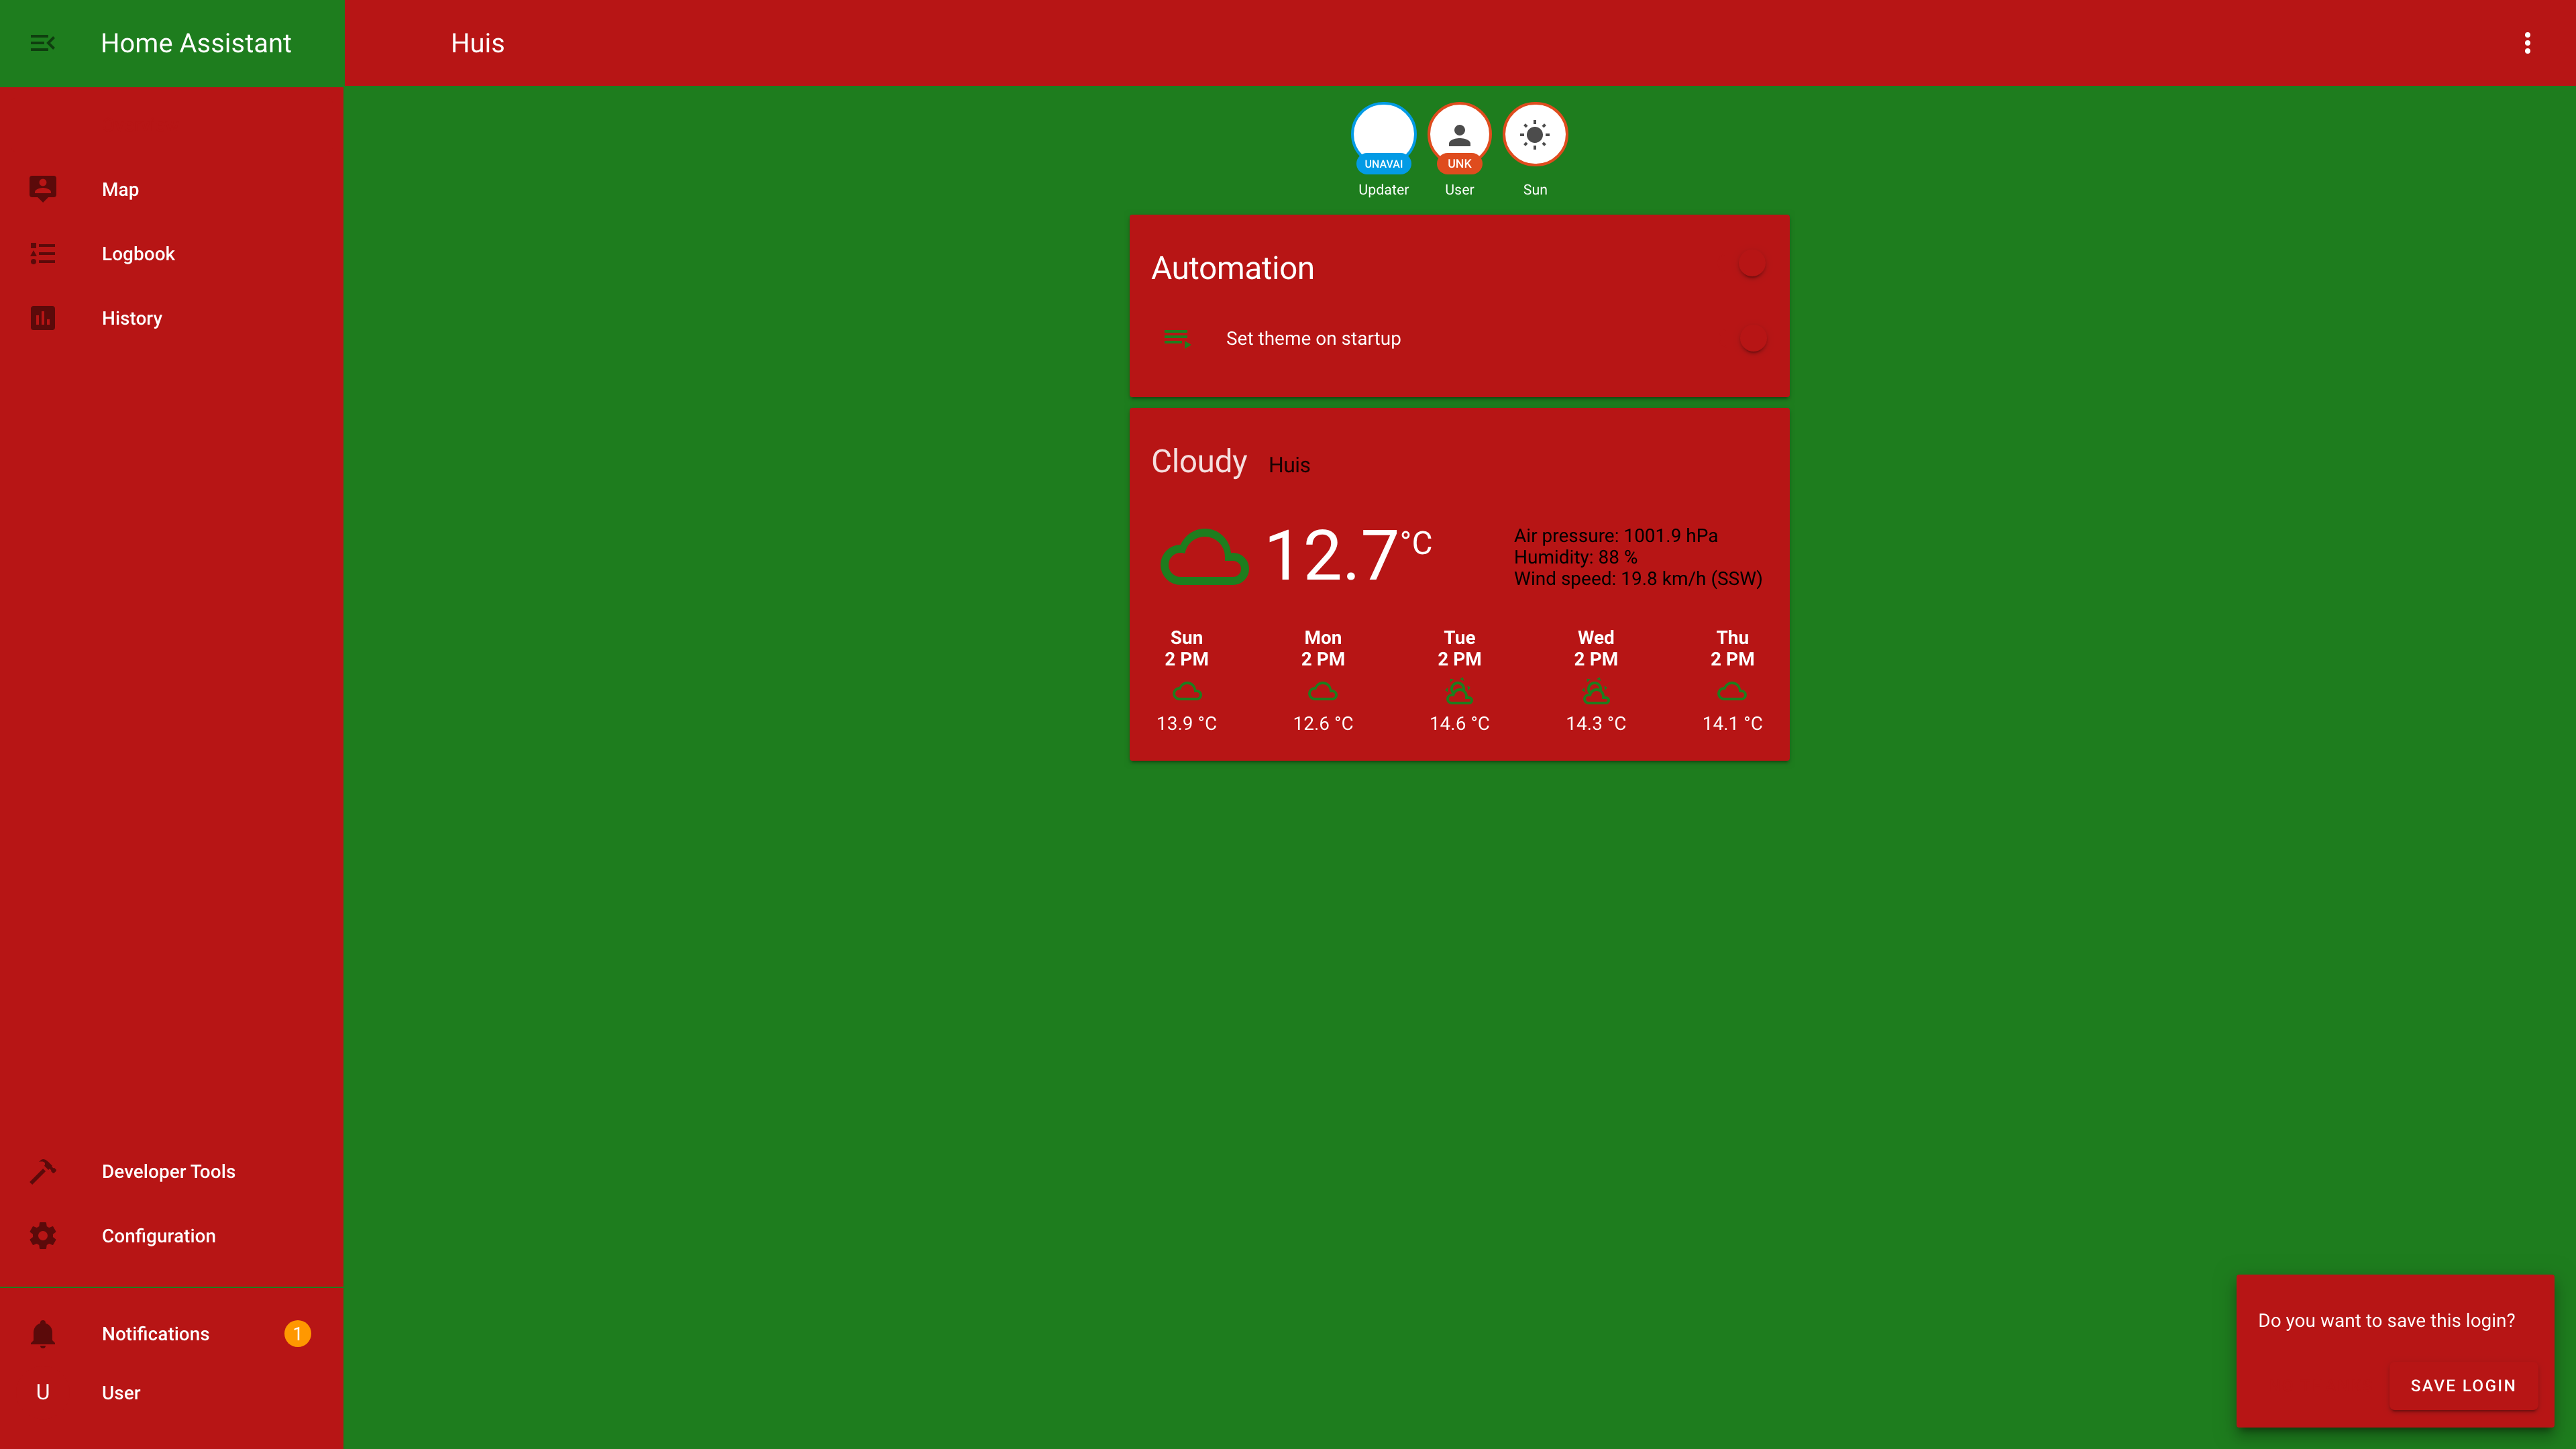 Home Assistant
Huis
Map
Logbook
History
Developer Tools
Configuration
Notifications 1
U User
UNAVAI UNK
Updater User Sun
Automation
Set theme on startup
Cloudy Huis
12.7 °C
Air pressure: 1001.9 hPa
Humidity: 88 %
Wind speed: 19.8 km/h (SSW)
Sun Mon Tue Wed Thu
2 PM 2 PM 2 PM 2 PM 2 PM
13.9 °C 12.6 °C 14.6 °C 14.3 °C 14.1 °C
Do you want to save this login?
SAVE LOGIN